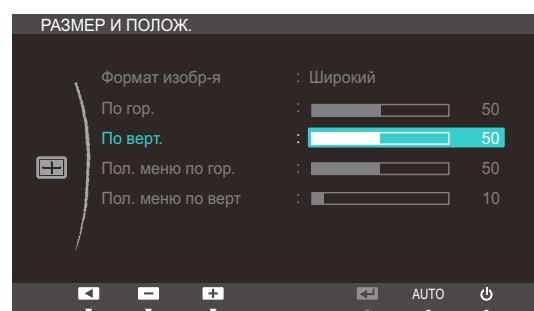 РАЗМЕР И ПОЛОЖ.
Формат изобр-я : Широкий
По гор. : 50
По верт. : 50
Пол. меню по гор. : 50
Пол. меню по верт : 10
AUTO